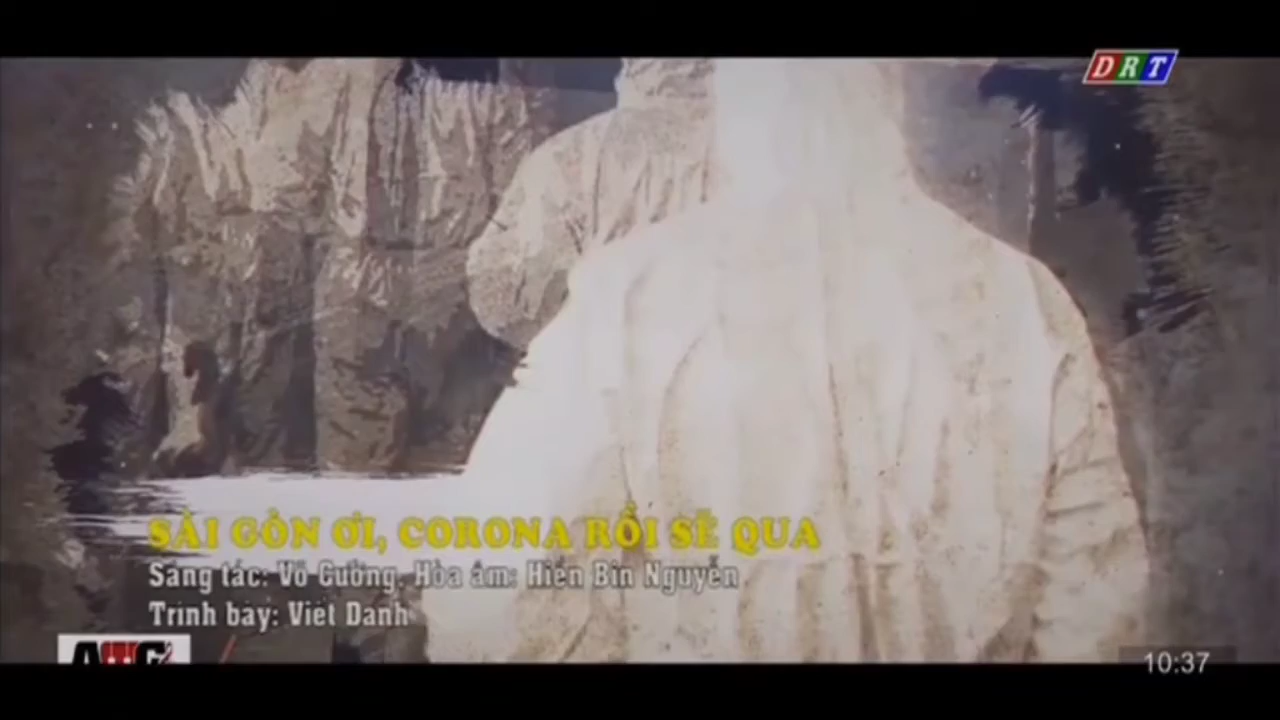 DRT
SÀI GÒN ƠI, CORONA RỒI SẼ QUA
Sáng tác: Võ Cường. Hòa âm: Hiền Bin Nguyễn
Trình bày: Viết Danh
10:37